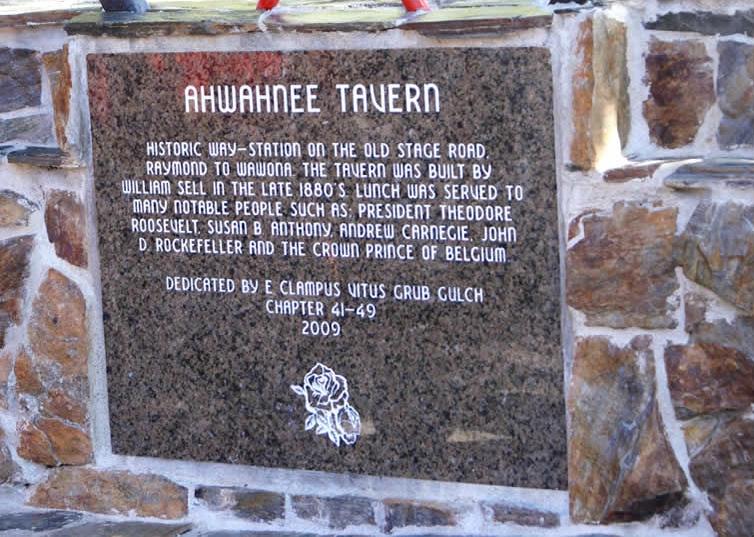 AHWAHNEE TAVERN
HISTORIC WAY-STATION ON THE OLD STAGE ROAD,
RAYMOND TO WAWONA. THE TAVERN WAS BUILT BY
WILLIAM SELL IN THE LATE 1880'S. LUNCH WAS SERVED TO
MANY NOTABLE PEOPLE SUCH AS; PRESIDENT THEODORE
ROOSEVELT, SUSAN B. ANTHONY, ANDREW CARNEGIE, JOHN
D. ROCKEFELLER AND THE CROWN PRINCE OF BELGIUM.
DEDICATED BY E CLAMPUS VITUS GRUB GULCH
CHAPTER 41-49
2009